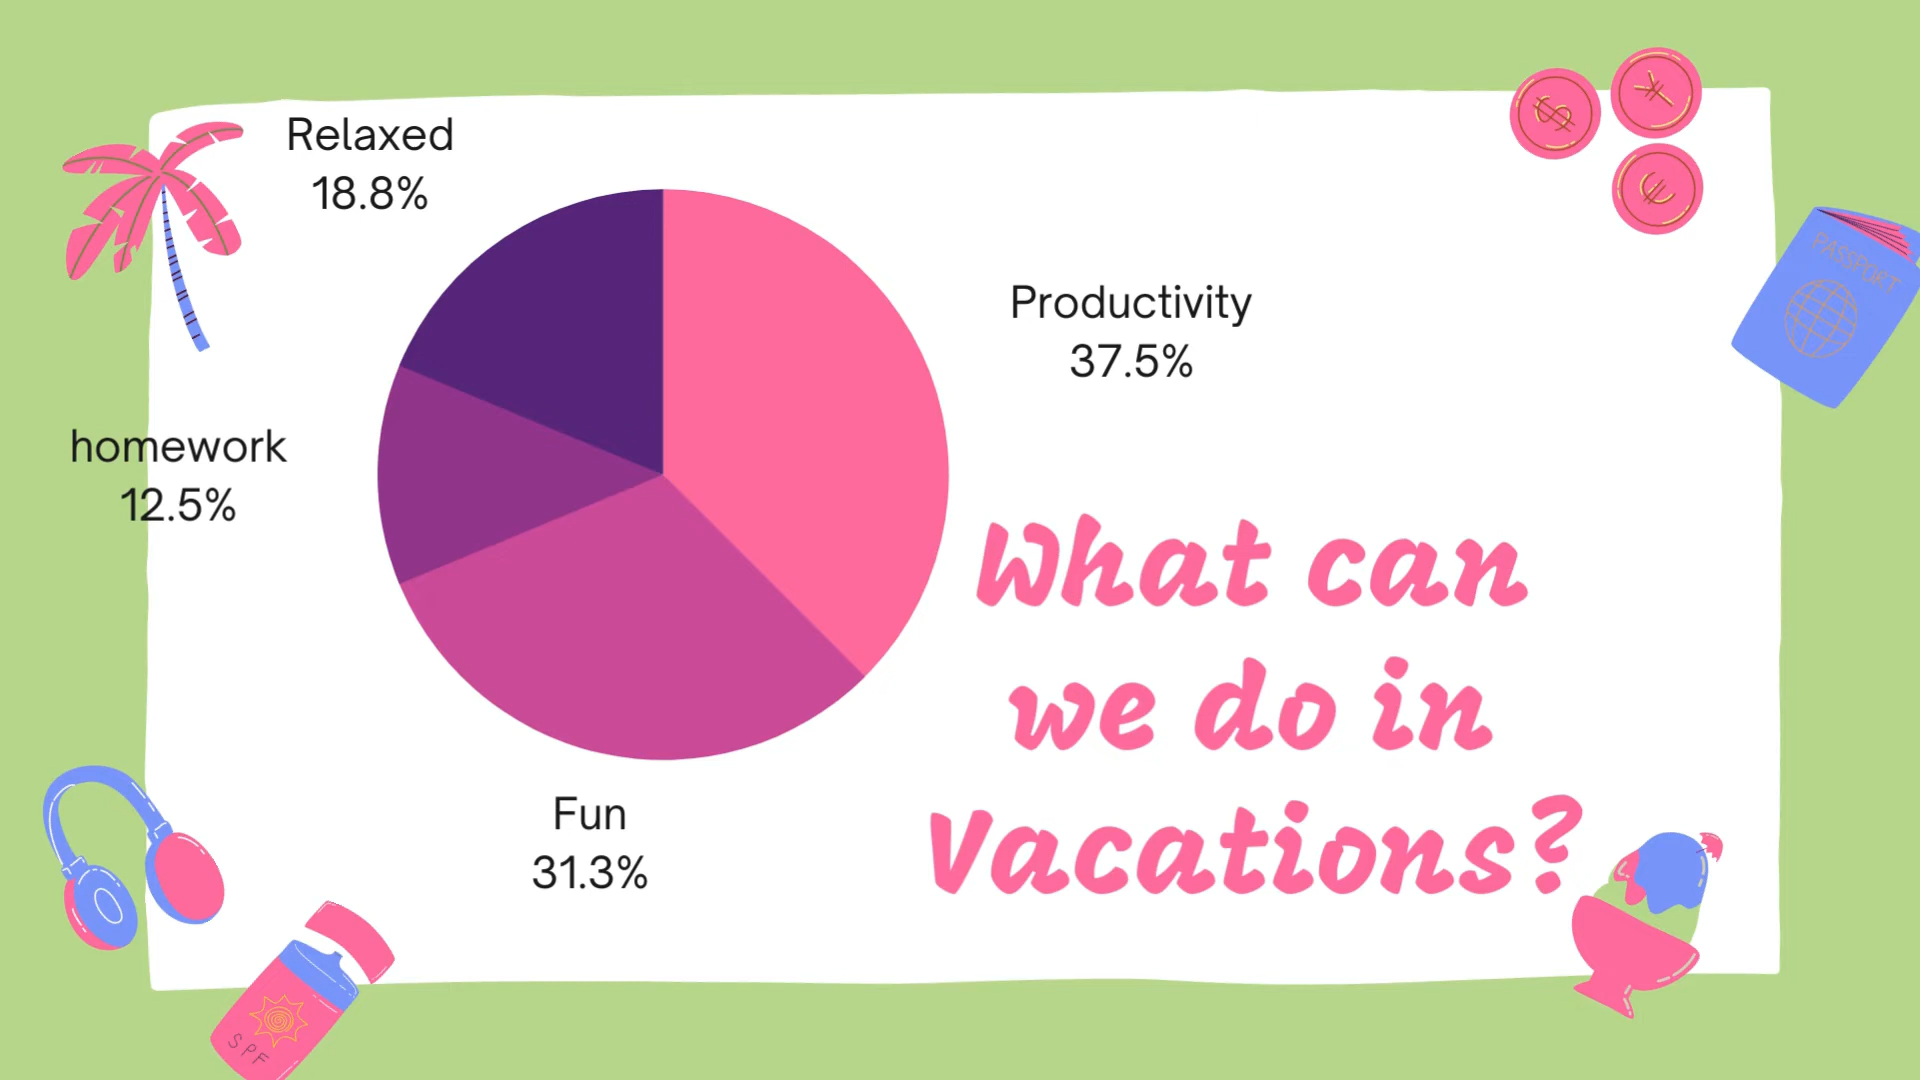 Relaxed
18.8%
Productivity
37.5%
homework
12.5%
Fun
31.3%
What can
we do in
Vacations?
$
¥
€
PASSPORT
SPF